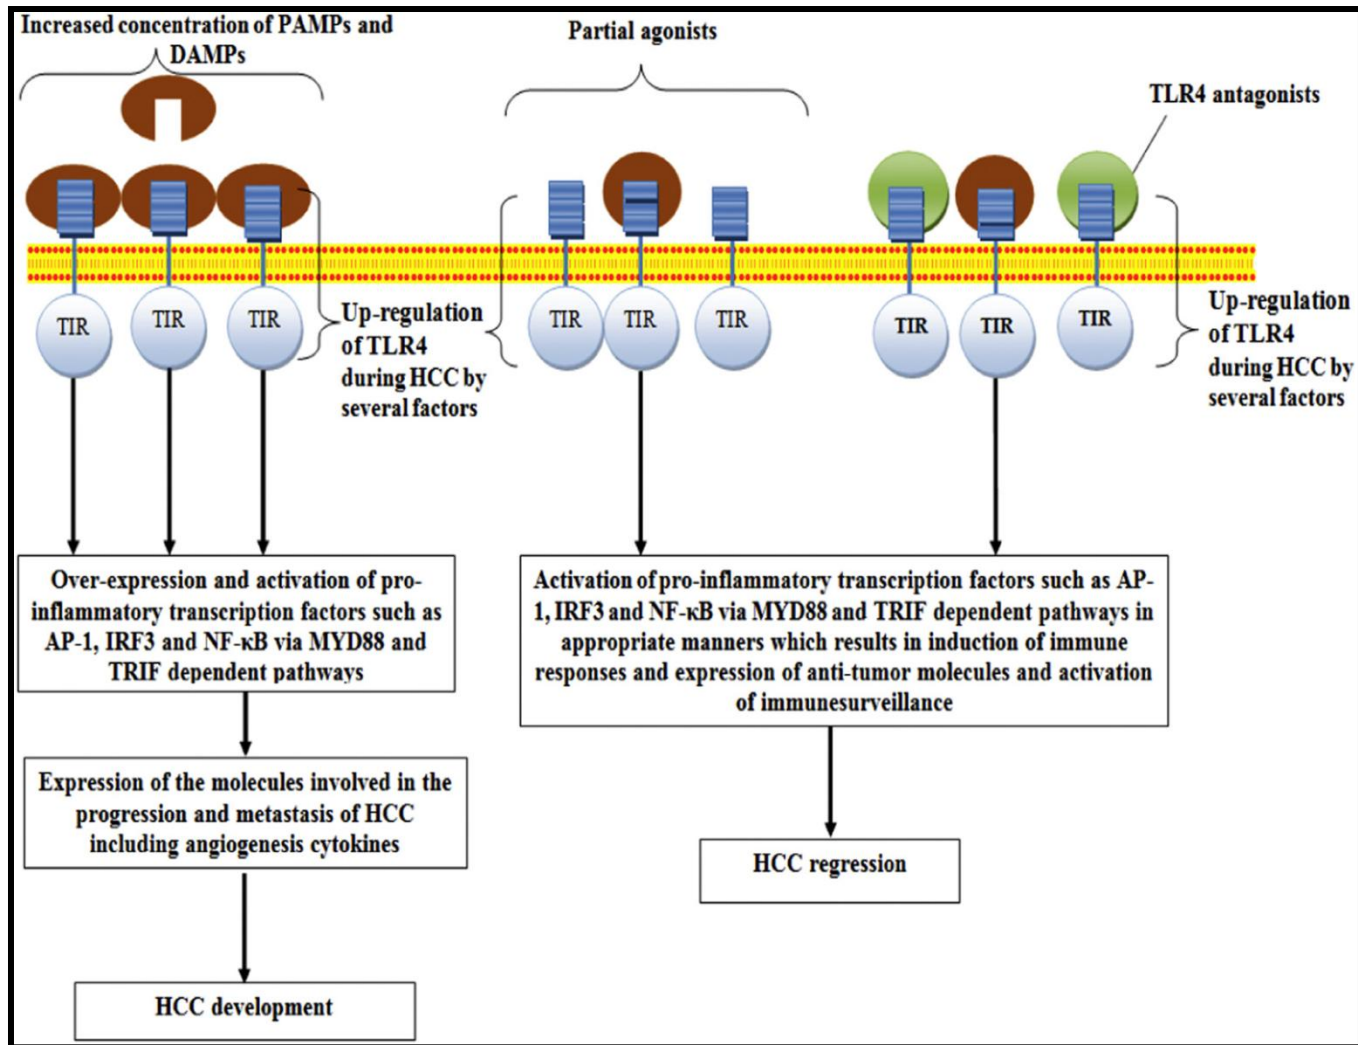 Increased concentration of PAMPs and
DAMPs
Partial agonists
TLR4 antagonists
TIR
TIR
TIR
Up-regulation
of TLR4
during HCC by
several factors
TIR
TIR
TIR
TIR
TIR
TIR
Up-regulation
of TLR4
during HCC by
several factors
Over-expression and activation of pro-
inflammatory transcription factors such as
AP-1, IRF3 and NF-κB via MYD88 and
TRIF dependent pathways
Activation of pro-inflammatory transcription factors such as AP-
1, IRF3 and NF-κB via MYD88 and TRIF dependent pathways in
appropriate manners which results in induction of immune
responses and expression of anti-tumor molecules and activation
of immunesurveillance
Expression of the molecules involved in the
progression and metastasis of HCC
including angiogenesis cytokines
HCC regression
HCC development